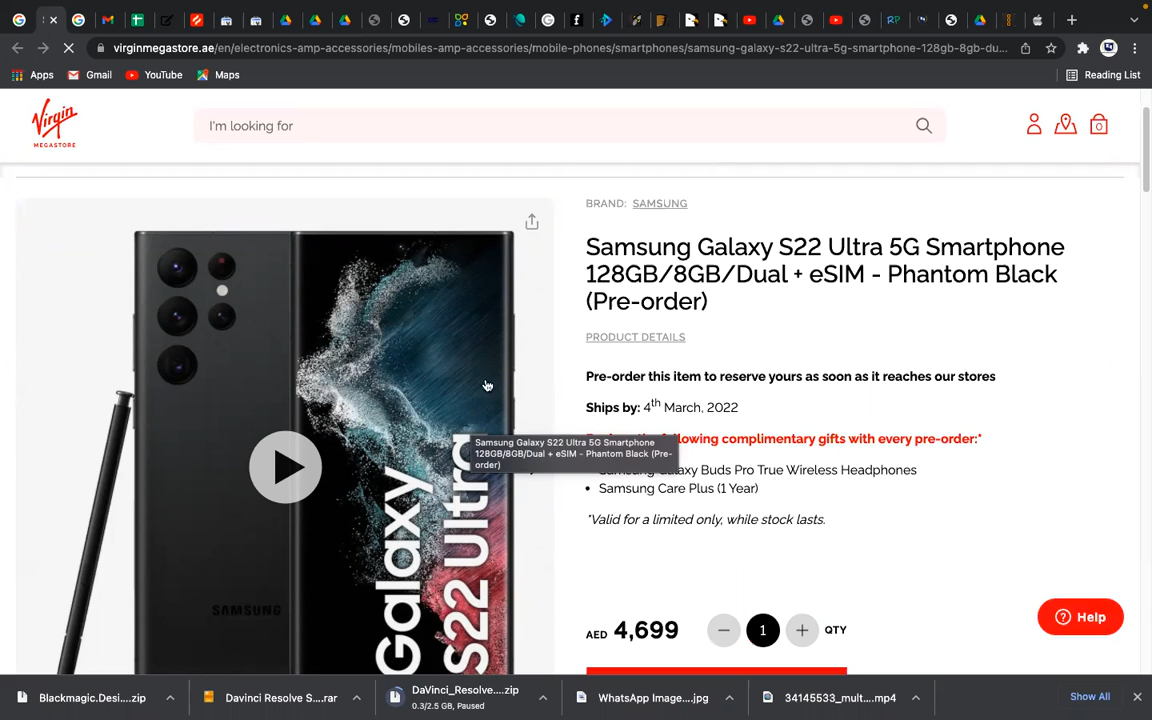 virginmegastore.ae/en/electronics-amp-accessories/mobiles-amp-accessories/mobile-phones/smartphones/samsung-galaxy-s22-ultra-5g-smartphone-128gb-8gb-du...
Apps Gmail YouTube Maps Reading List
Virgin
MEGASTORE
I'm looking for
0
BRAND: SAMSUNG
Samsung Galaxy S22 Ultra 5G Smartphone
128GB/8GB/Dual + eSIM - Phantom Black
(Pre-order)
PRODUCT DETAILS
Pre-order this item to reserve yours as soon as it reaches our stores
Ships by: 4th March, 2022
following complimentary gifts with every pre-order:*
Samsung Galaxy S22 Ultra 5G Smartphone
128GB/8GB/Dual + eSIM - Phantom Black (Pre-
order)
Samsung Galaxy Buds Pro True Wireless Headphones
• Samsung Care Plus (1 Year)
*Valid for a limited only, while stock lasts.
SAMSUNG
Galaxy
S22 Ultra
AED 4,699 − 1 + QTY
Help
Blackmagic.Desi....zip
Davinci Resolve S....rar
DaVinci_Resolve....zip
0.3/2.5 GB, Paused
WhatsApp Image....jpg
34145533_mult....mp4
Show All